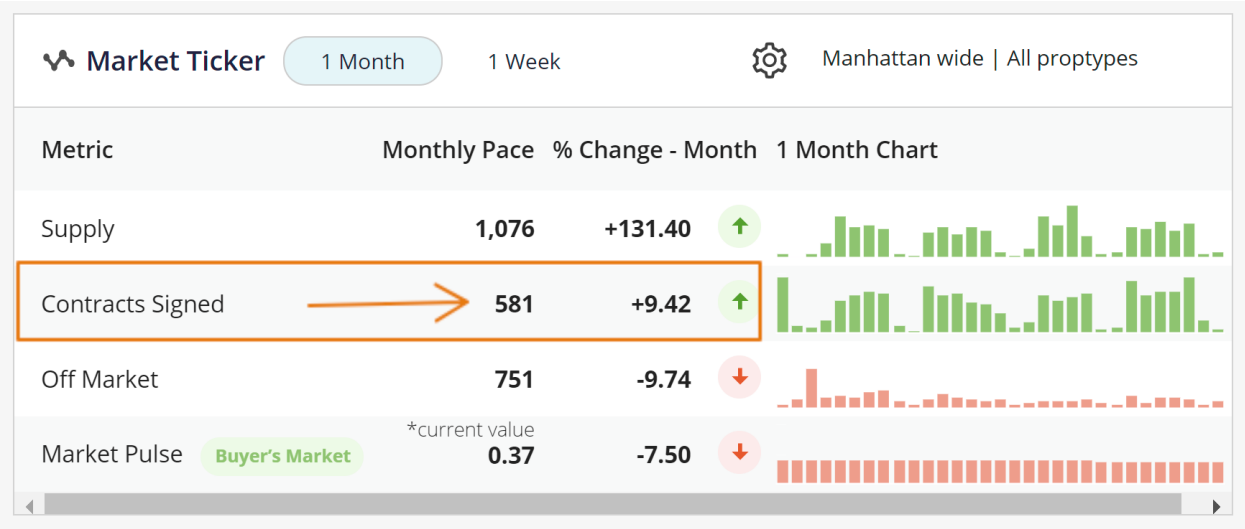 Market Ticker 1 Month 1 Week Manhattan wide | All proptypes
Metric Monthly Pace % Change - Month 1 Month Chart
Supply 1,076 +131.40
Contracts Signed 581 +9.42
Off Market 751 -9.74
*current value
Market Pulse Buyer's Market 0.37 -7.50